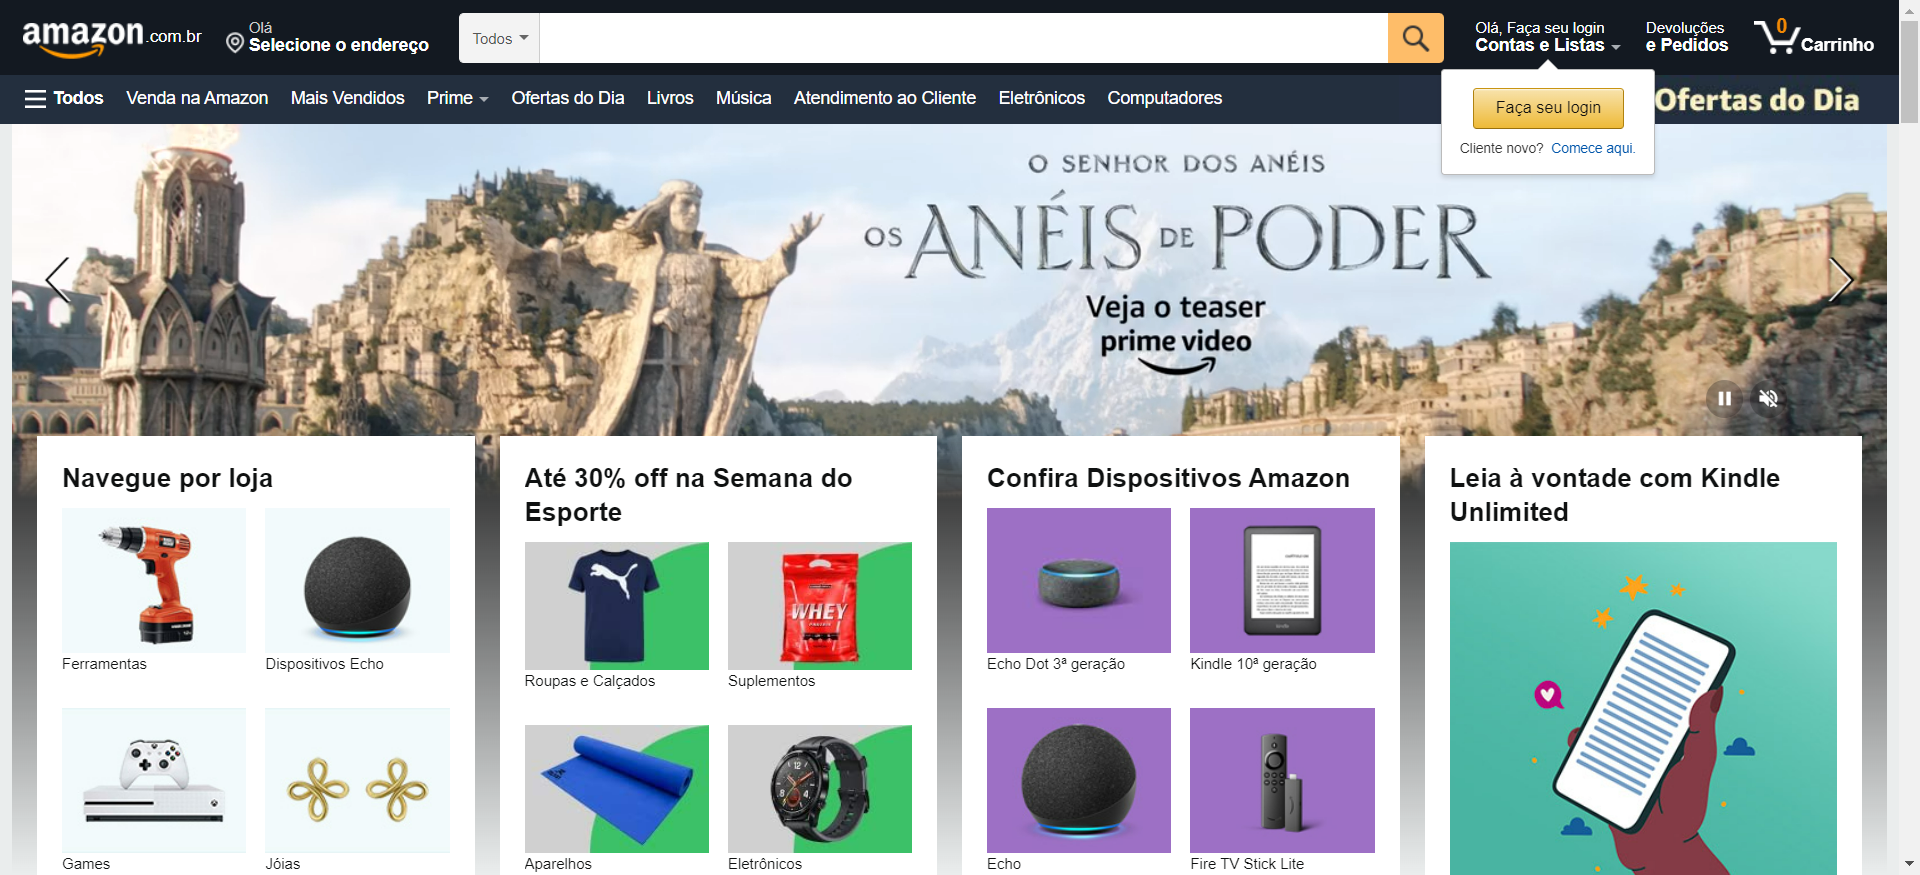 amazon.com.br
Olá
Selecione o endereço
Todos
Olá, Faça seu login
Contas e Listas
Devoluções
e Pedidos
0
Carrinho
Todos
Venda na Amazon
Mais Vendidos
Prime
Ofertas do Dia
Livros
Música
Atendimento ao Cliente
Eletrônicos
Computadores
Ofertas do Dia
Faça seu login
Cliente novo? Comece aqui.
O SENHOR DOS ANÉIS
OS ANÉIS DE PODER
Veja o teaser
prime video
Navegue por loja
Ferramentas
Dispositivos Echo
Games
Jóias
Até 30% off na Semana do
Esporte
WHEY
Roupas e Calçados
Suplementos
12
Aparelhos
Eletrônicos
Confira Dispositivos Amazon
kindle
Echo Dot 3ª geração
Kindle 10ª geração
Echo
Fire TV Stick Lite
Leia à vontade com Kindle
Unlimited